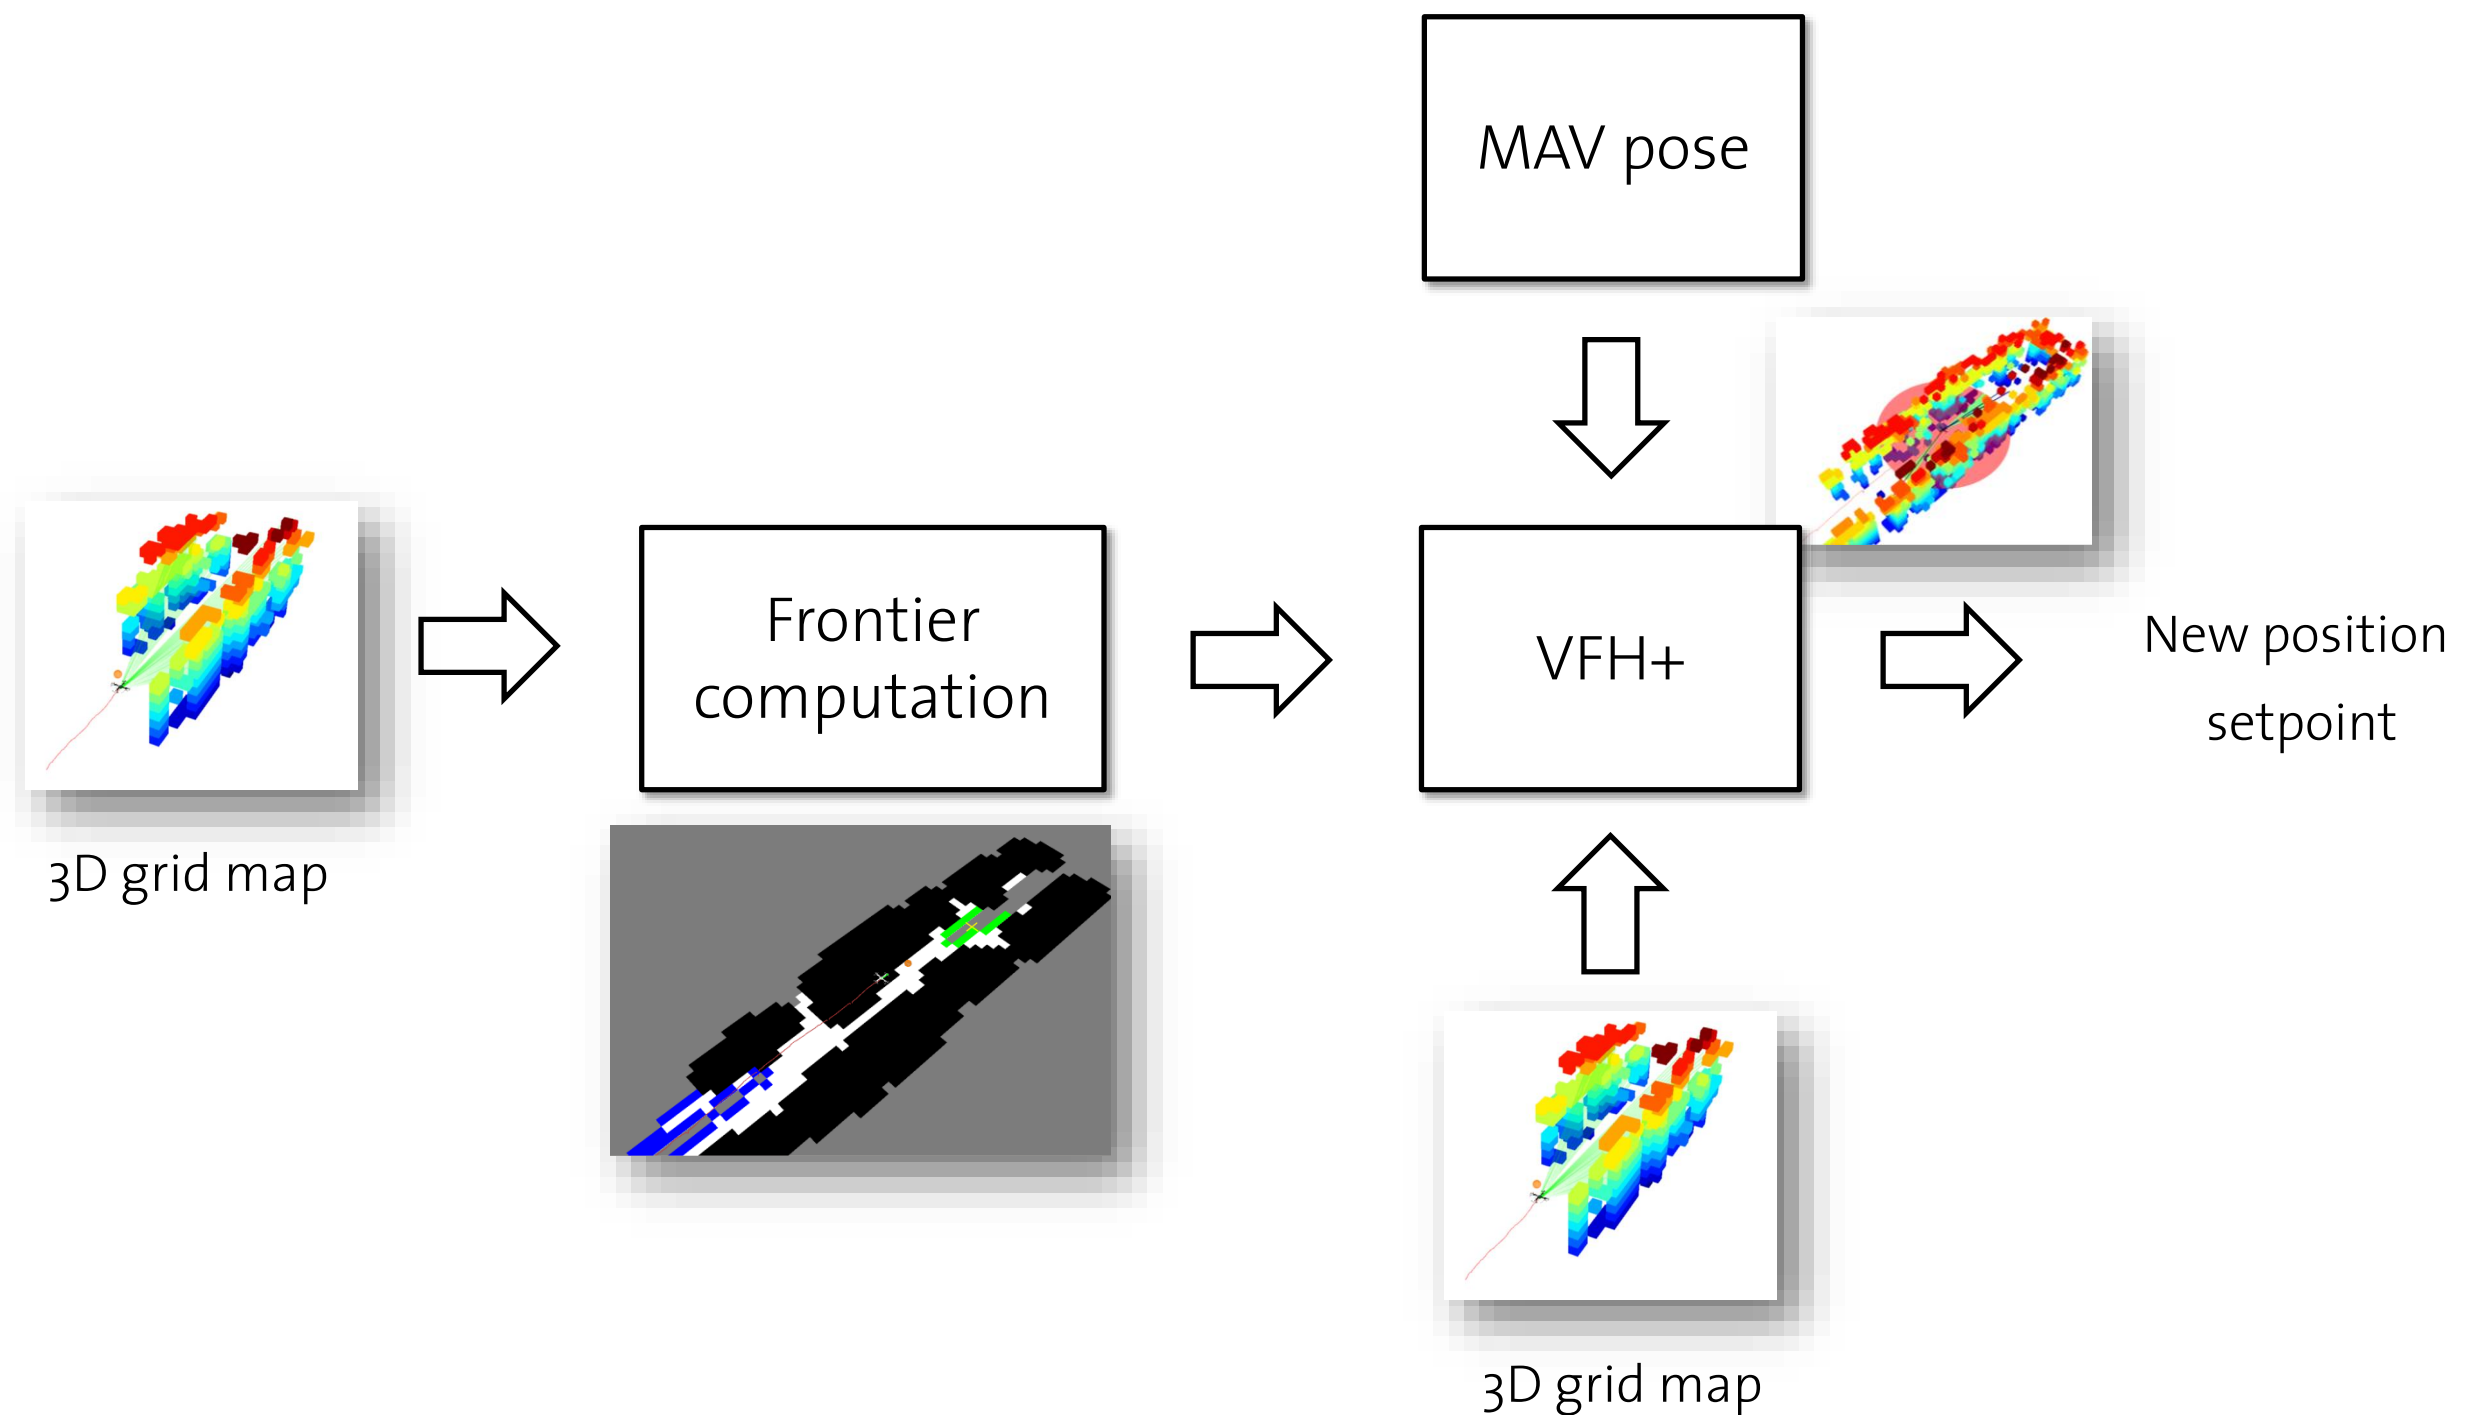 MAV pose
3D grid map
Frontier
computation
VFH+
New position
setpoint
3D grid map